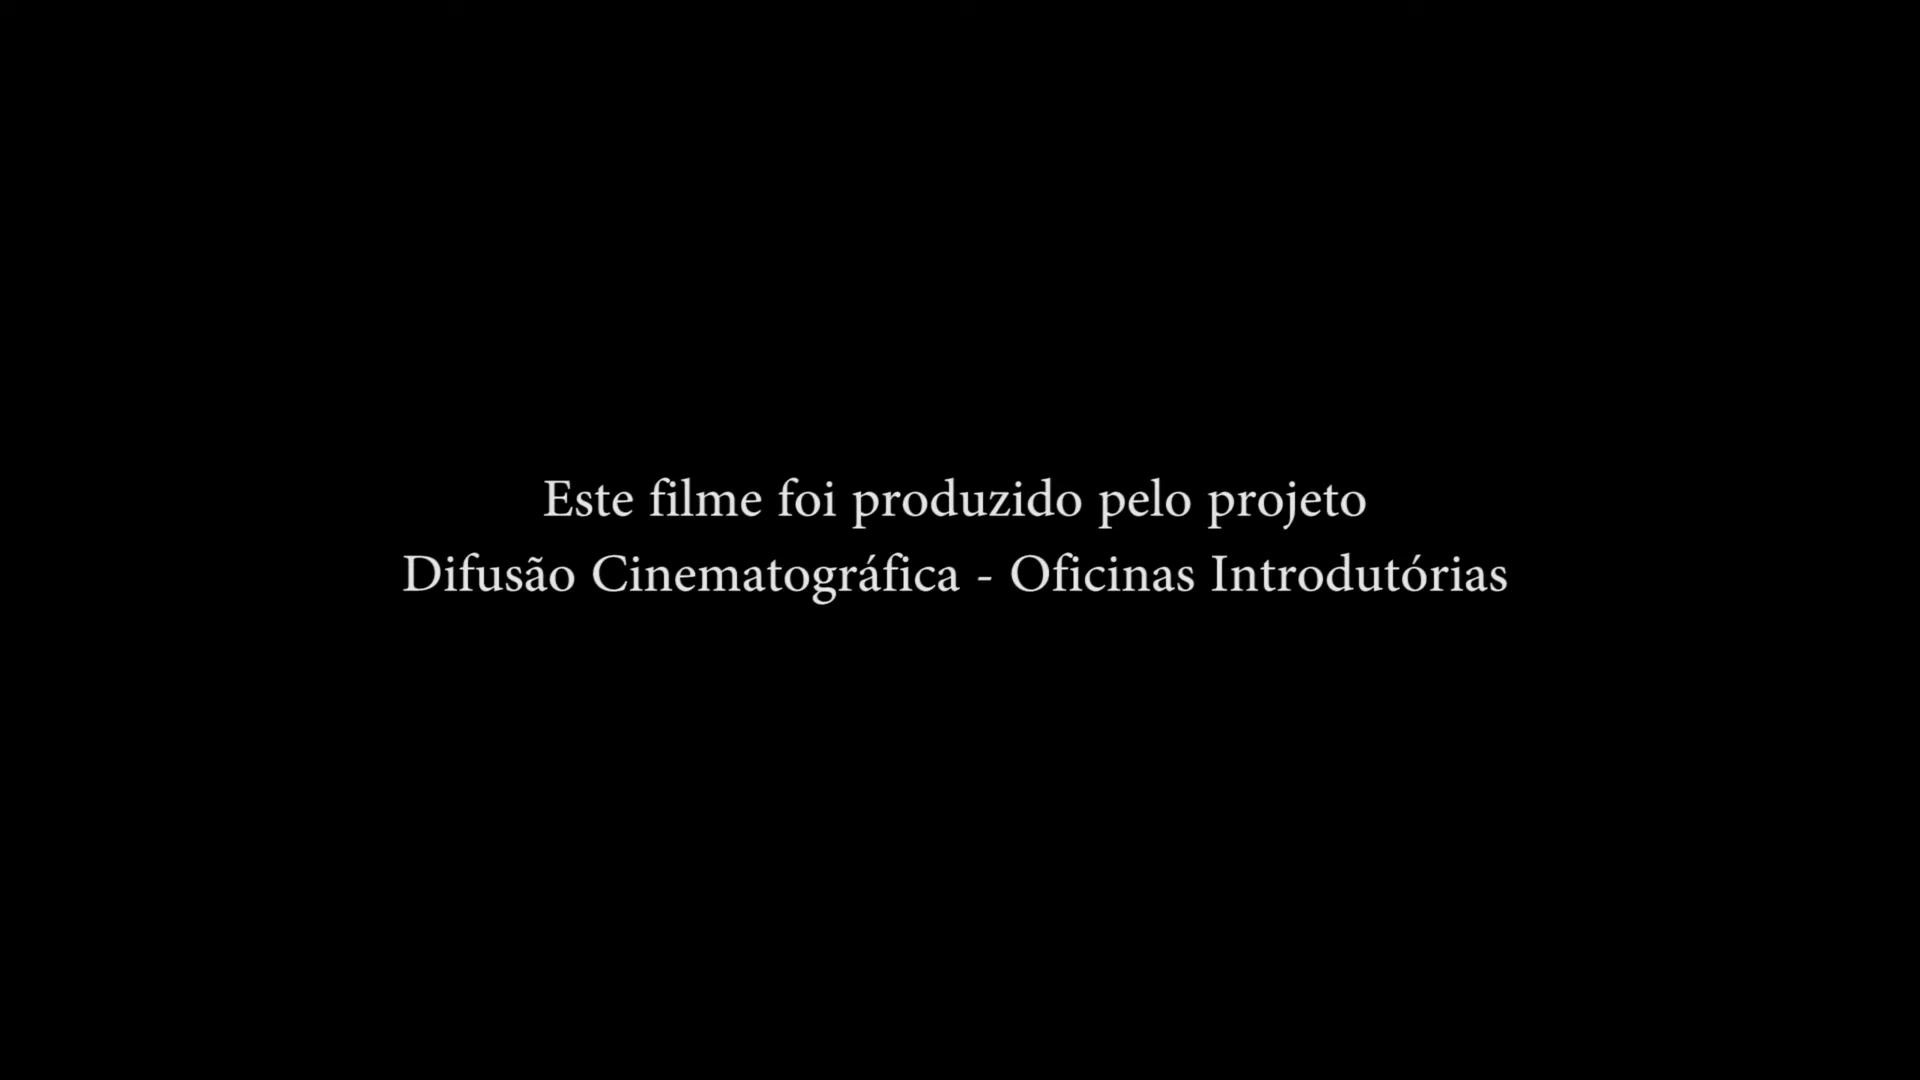 Este filme foi produzido pelo projeto
Difusão Cinematográfica - Oficinas Introdutórias